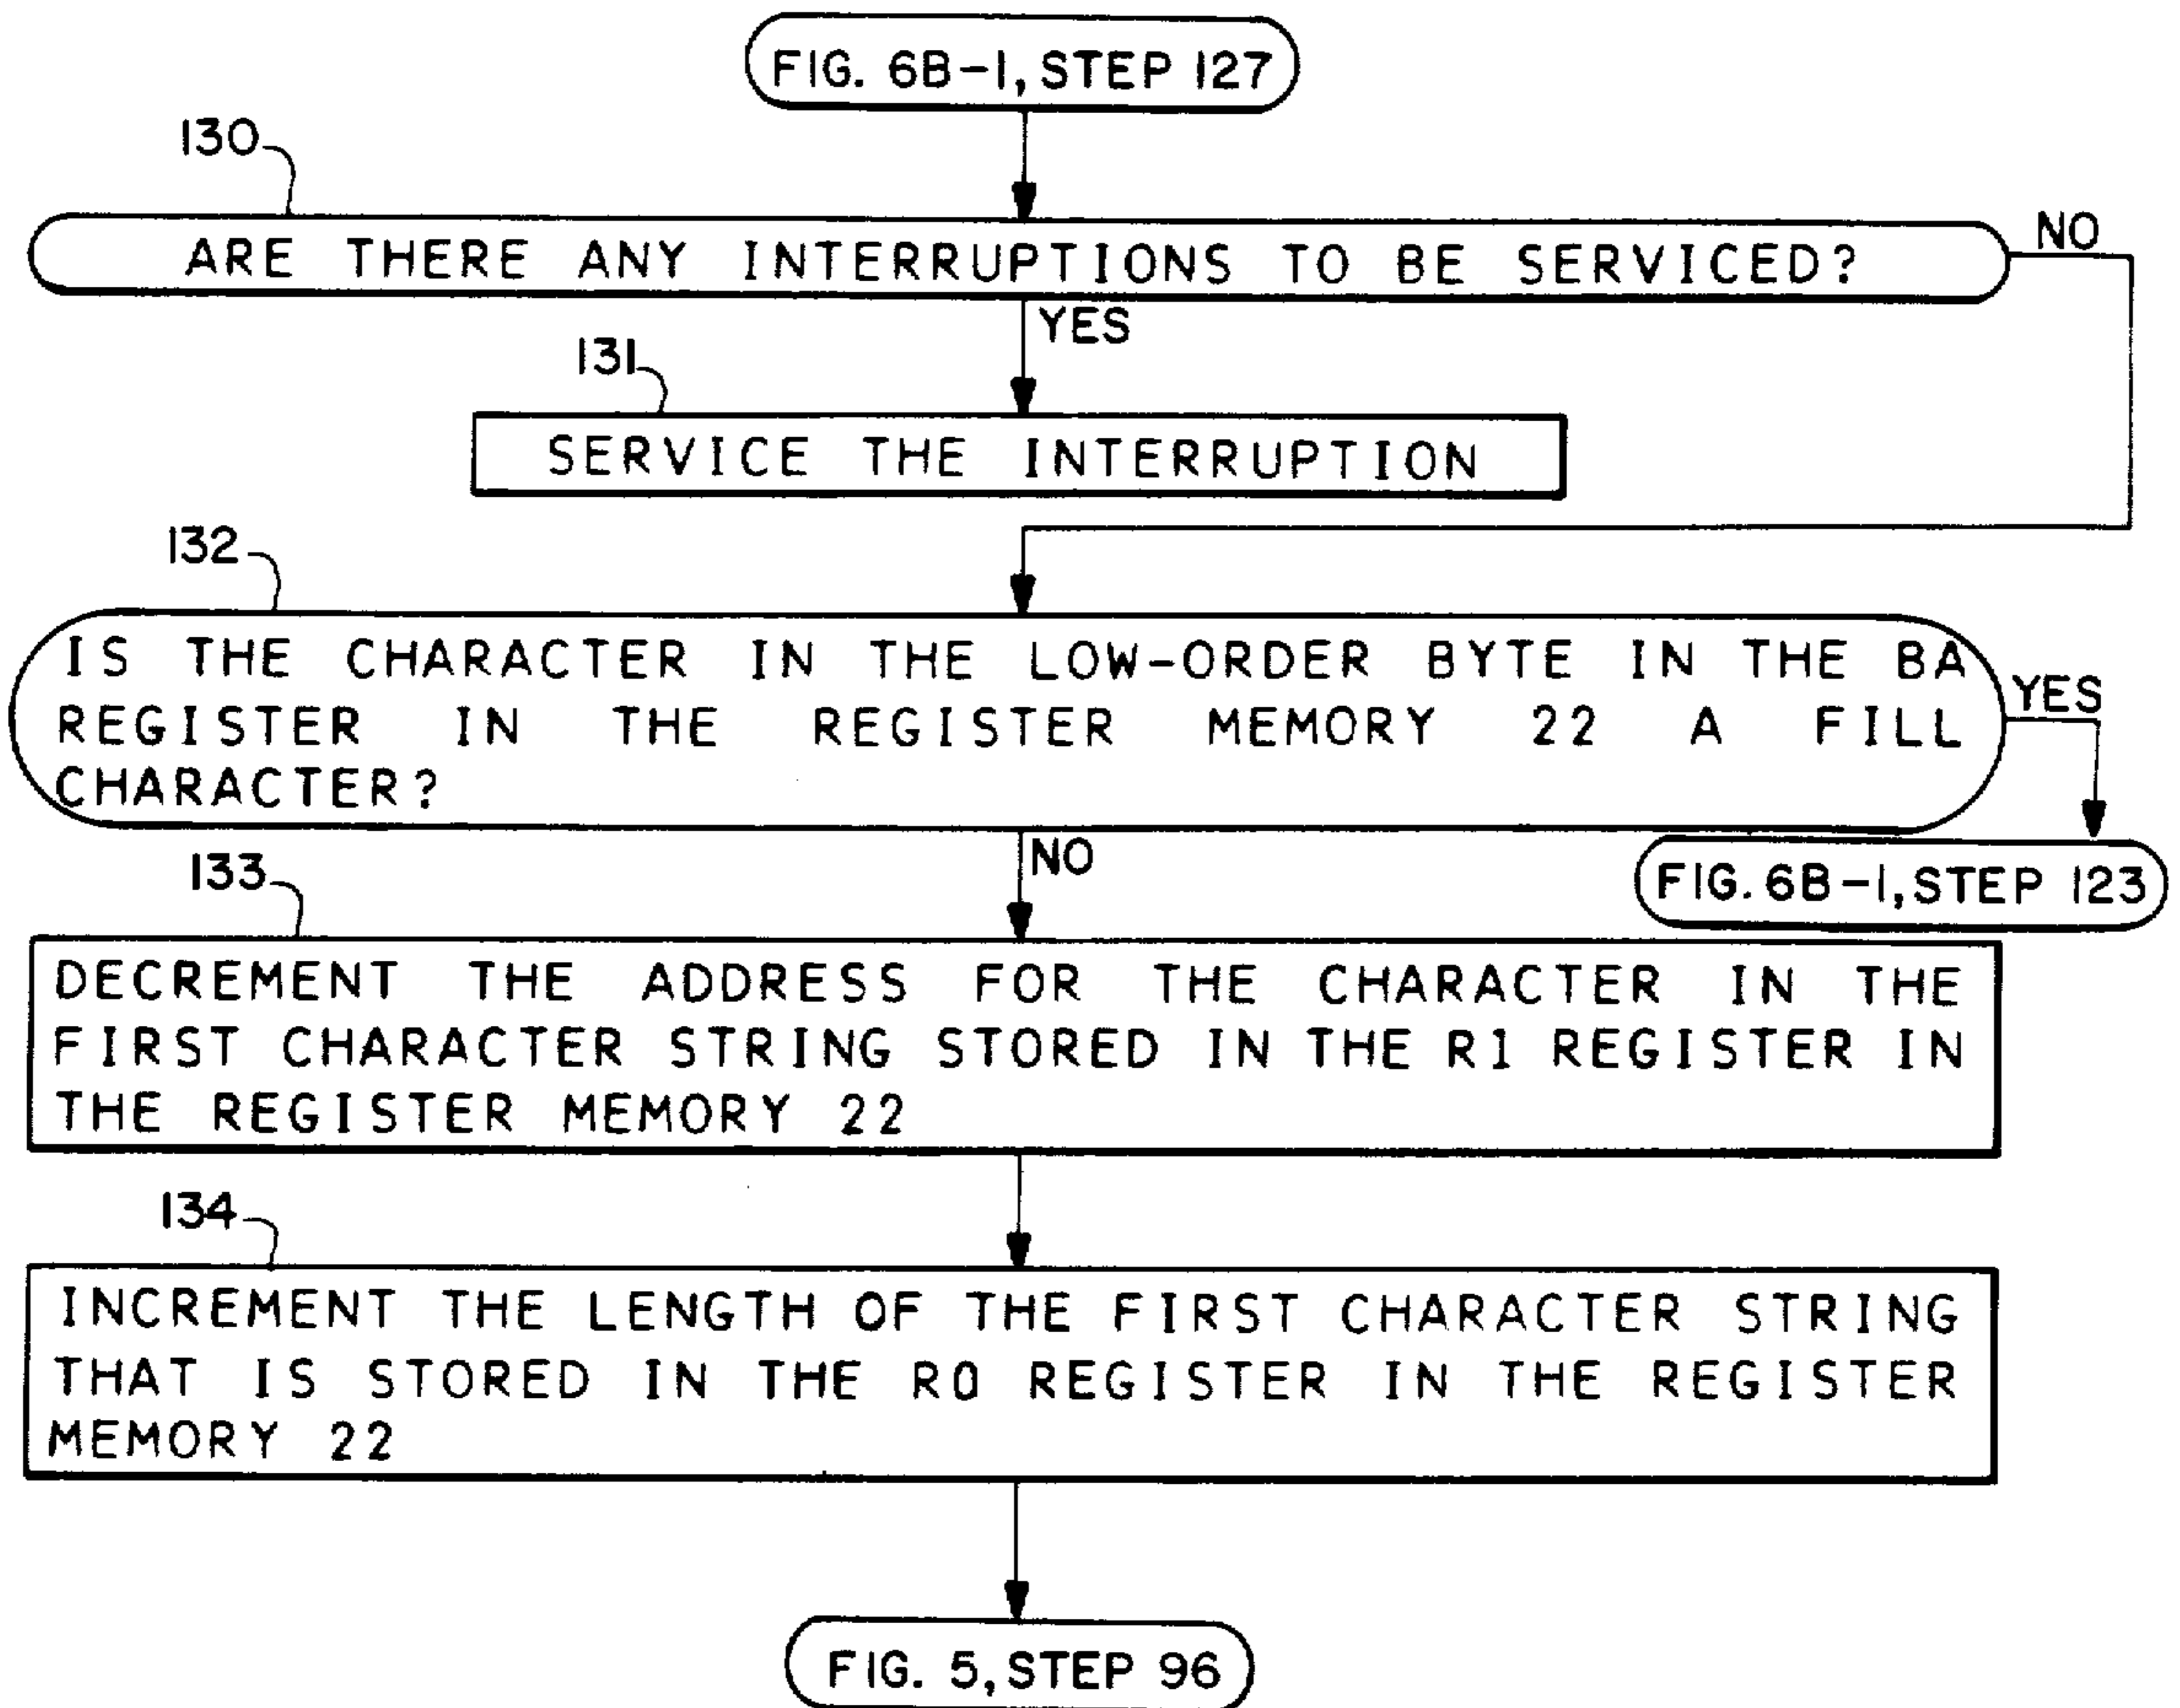 FIG. 6B-1, STEP 127
130
ARE THERE ANY INTERRUPTIONS TO BE SERVICED?
NO
YES
131
SERVICE THE INTERRUPTION
132
IS THE CHARACTER IN THE LOW-ORDER BYTE IN THE BA
REGISTER IN THE REGISTER MEMORY 22 A FILL
CHARACTER?
YES
NO
FIG. 6B-1, STEP 123
133
DECREMENT THE ADDRESS FOR THE CHARACTER IN THE
FIRST CHARACTER STRING STORED IN THE R1 REGISTER IN
THE REGISTER MEMORY 22
134
INCREMENT THE LENGTH OF THE FIRST CHARACTER STRING
THAT IS STORED IN THE R0 REGISTER IN THE REGISTER
MEMORY 22
FIG. 5, STEP 96